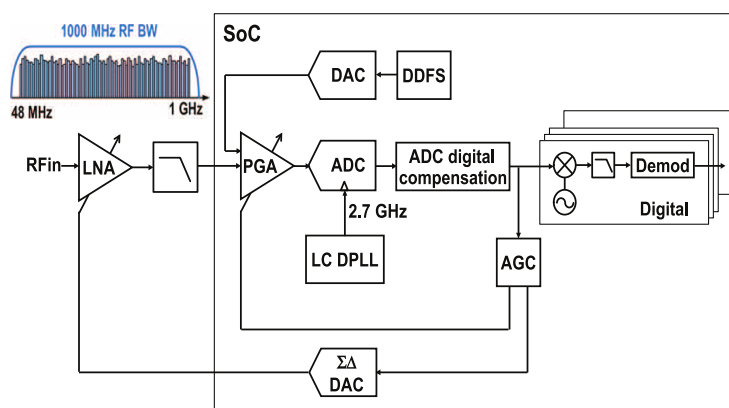 1000 MHz RF BW
48 MHz
1 GHz
SoC
DAC
DDFS
RFin
LNA
PGA
ADC
ADC digital
compensation
Demod
Digital
2.7 GHz
LC DPLL
AGC
ΣΔ
DAC